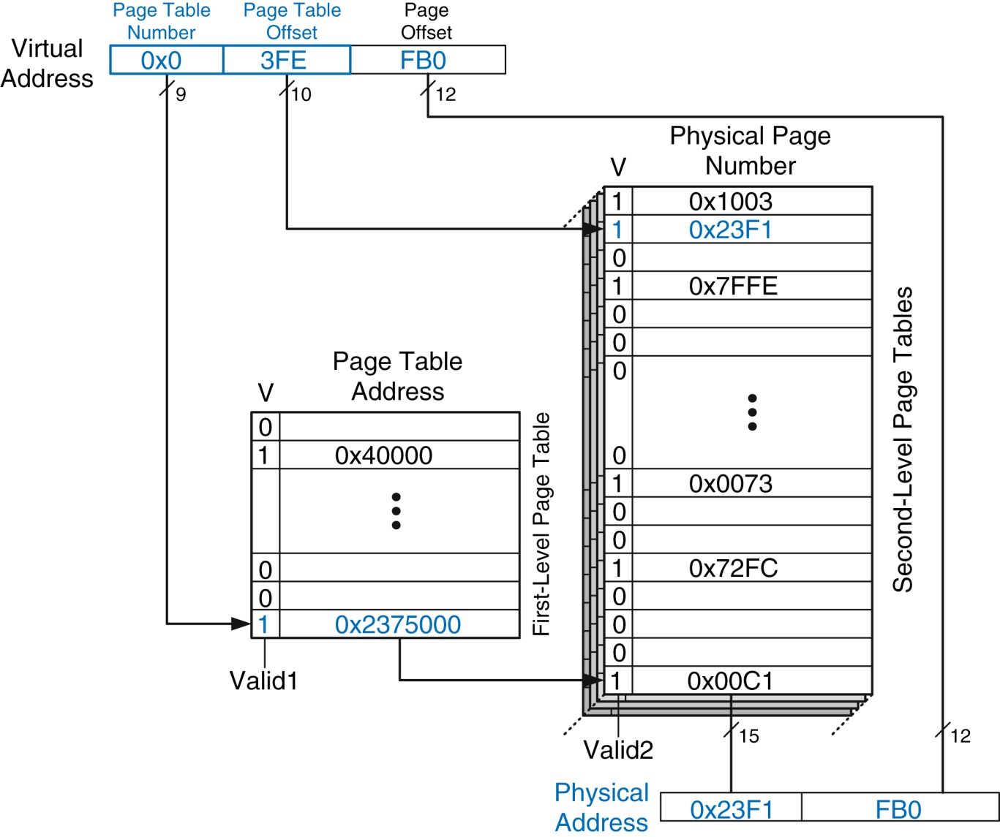 Page Table
Number
Page Table
Offset
Page
Offset
Virtual
Address
0x0 3FE FB0
9 10 12
Physical Page
Number
V
1 0x1003
1 0x23F1
0
1 0x7FFE
0
0
0
0
1 0x0073
0
0
1 0x72FC
0
0
0
1 0x00C1
Second-Level Page Tables
Page Table
Address
V
0
1 0x40000
0
0
1 0x2375000
First-Level Page Table
Valid1
Valid2
15 12
Physical
Address
0x23F1 FB0